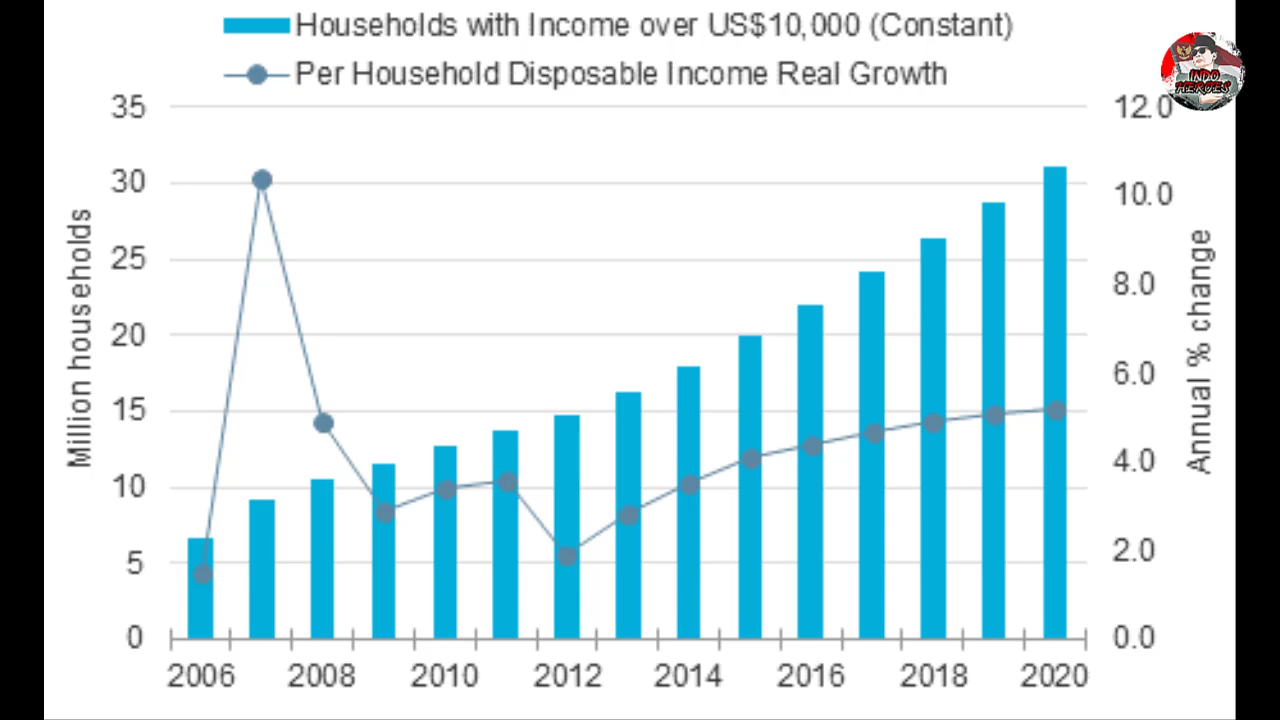 Households with Income over US$10,000 (Constant)
Per Household Disposable Income Real Growth
35
30
25
20
15
10
5
0
Million households
12.0
10.0
8.0
6.0
4.0
2.0
0.0
Annual % change
2006 2008 2010 2012 2014 2016 2018 2020
INDO
HEROES